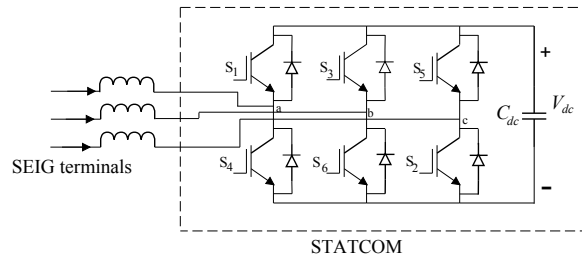 S1
S3
S5
+
a
b
c
Cdc
Vdc
SEIG terminals
S4
S6
S2
-
STATCOM